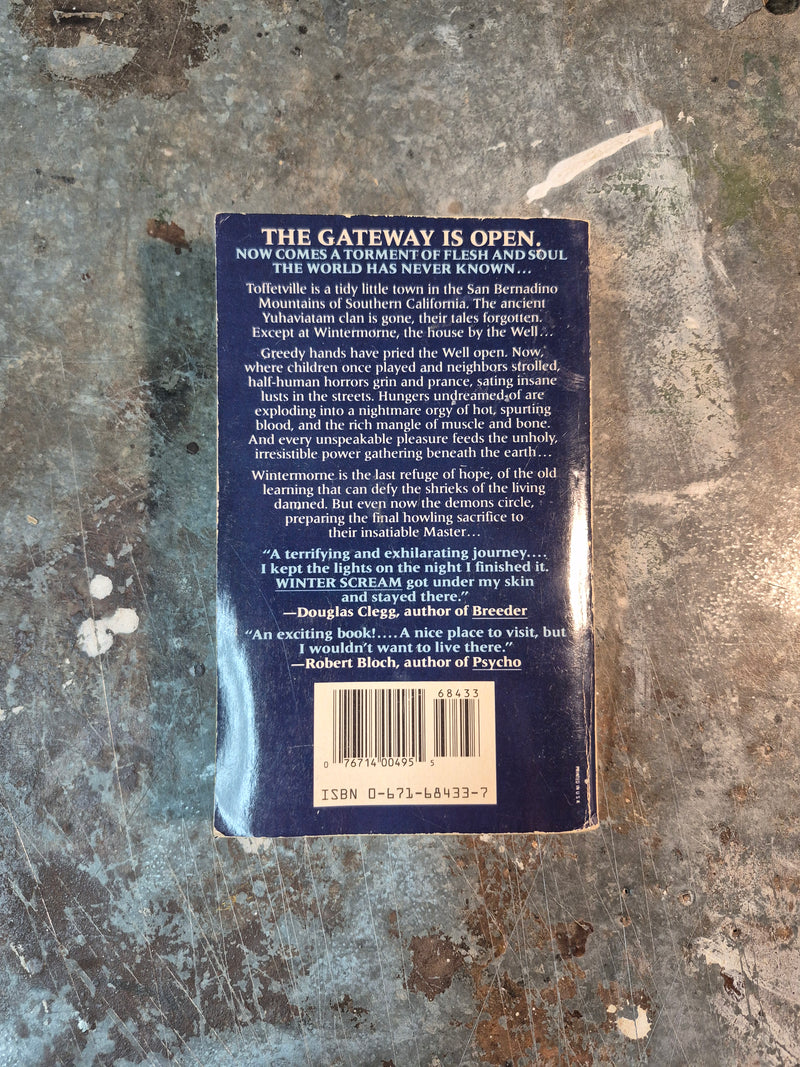 THE GATEWAY IS OPEN.
NOW COMES A TORMENT OF FLESH AND SOUL
THE WORLD HAS NEVER KNOWN...
Toffetville is a tidy little town in the San Bernadino
Mountains of Southern California. The ancient
Yuhaviatam clan is gone, their tales forgotten.
Except at Wintermorne, the house by the Well...
Greedy hands have pried the Well open. Now,
where children once played and neighbors strolled,
half-human horrors grin and prance, sating insane
lusts in the streets. Hungers undreamed of are
exploding into a nightmare orgy of hot, spurting
blood, and the rich mangle of muscle and bone.
And every unspeakable pleasure feeds the unholy,
irresistible power gathering beneath the earth...
Wintermorne is the last refuge of hope, of the old
learning that can defy the shrieks of the living
damned. But even now the demons circle,
preparing the final howling sacrifice to
their insatiable Master...
"A terrifying and exhilarating journey....
I kept the lights on the night I finished it.
WINTER SCREAM got under my skin
and stayed there."
—Douglas Clegg, author of Breeder
"An exciting book!....A nice place to visit, but
I wouldn't want to live there."
—Robert Bloch, author of Psycho
68433
0 76714 00495 5
ISBN 0-671-68433-7
PRINTED IN U.S.A.